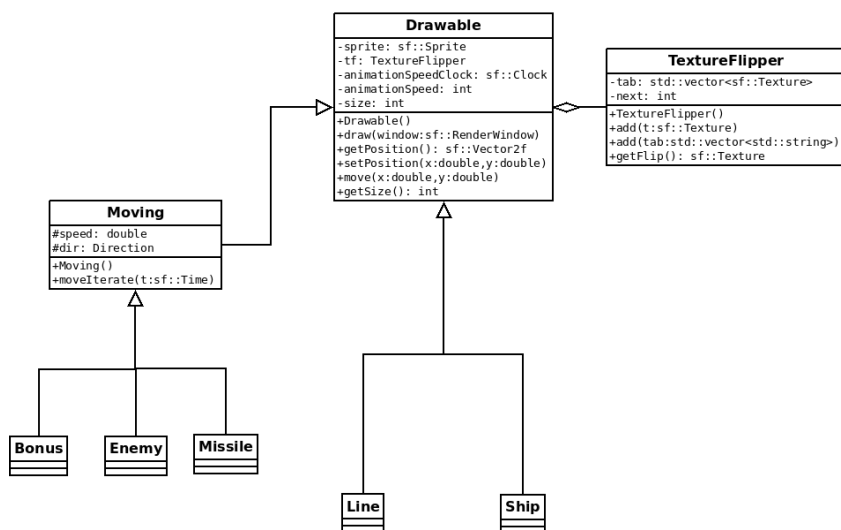 Drawable
-sprite: sf::Sprite
-tf: TextureFlipper
-animationSpeedClock: sf::Clock
-animationSpeed: int
-size: int
+Drawable()
+draw(window:sf::RenderWindow)
+getPosition(): sf::Vector2f
+setPosition(x:double,y:double)
+move(x:double,y:double)
+getSize(): int
TextureFlipper
-tab: std::vector<sf::Texture>
-next: int
+TextureFlipper()
+add(t:sf::Texture)
+add(tab:std::vector<std::string>)
+getFlip(): sf::Texture
Moving
#speed: double
#dir: Direction
+Moving()
+moveIterate(t:sf::Time)
Bonus
Enemy
Missile
Line
Ship